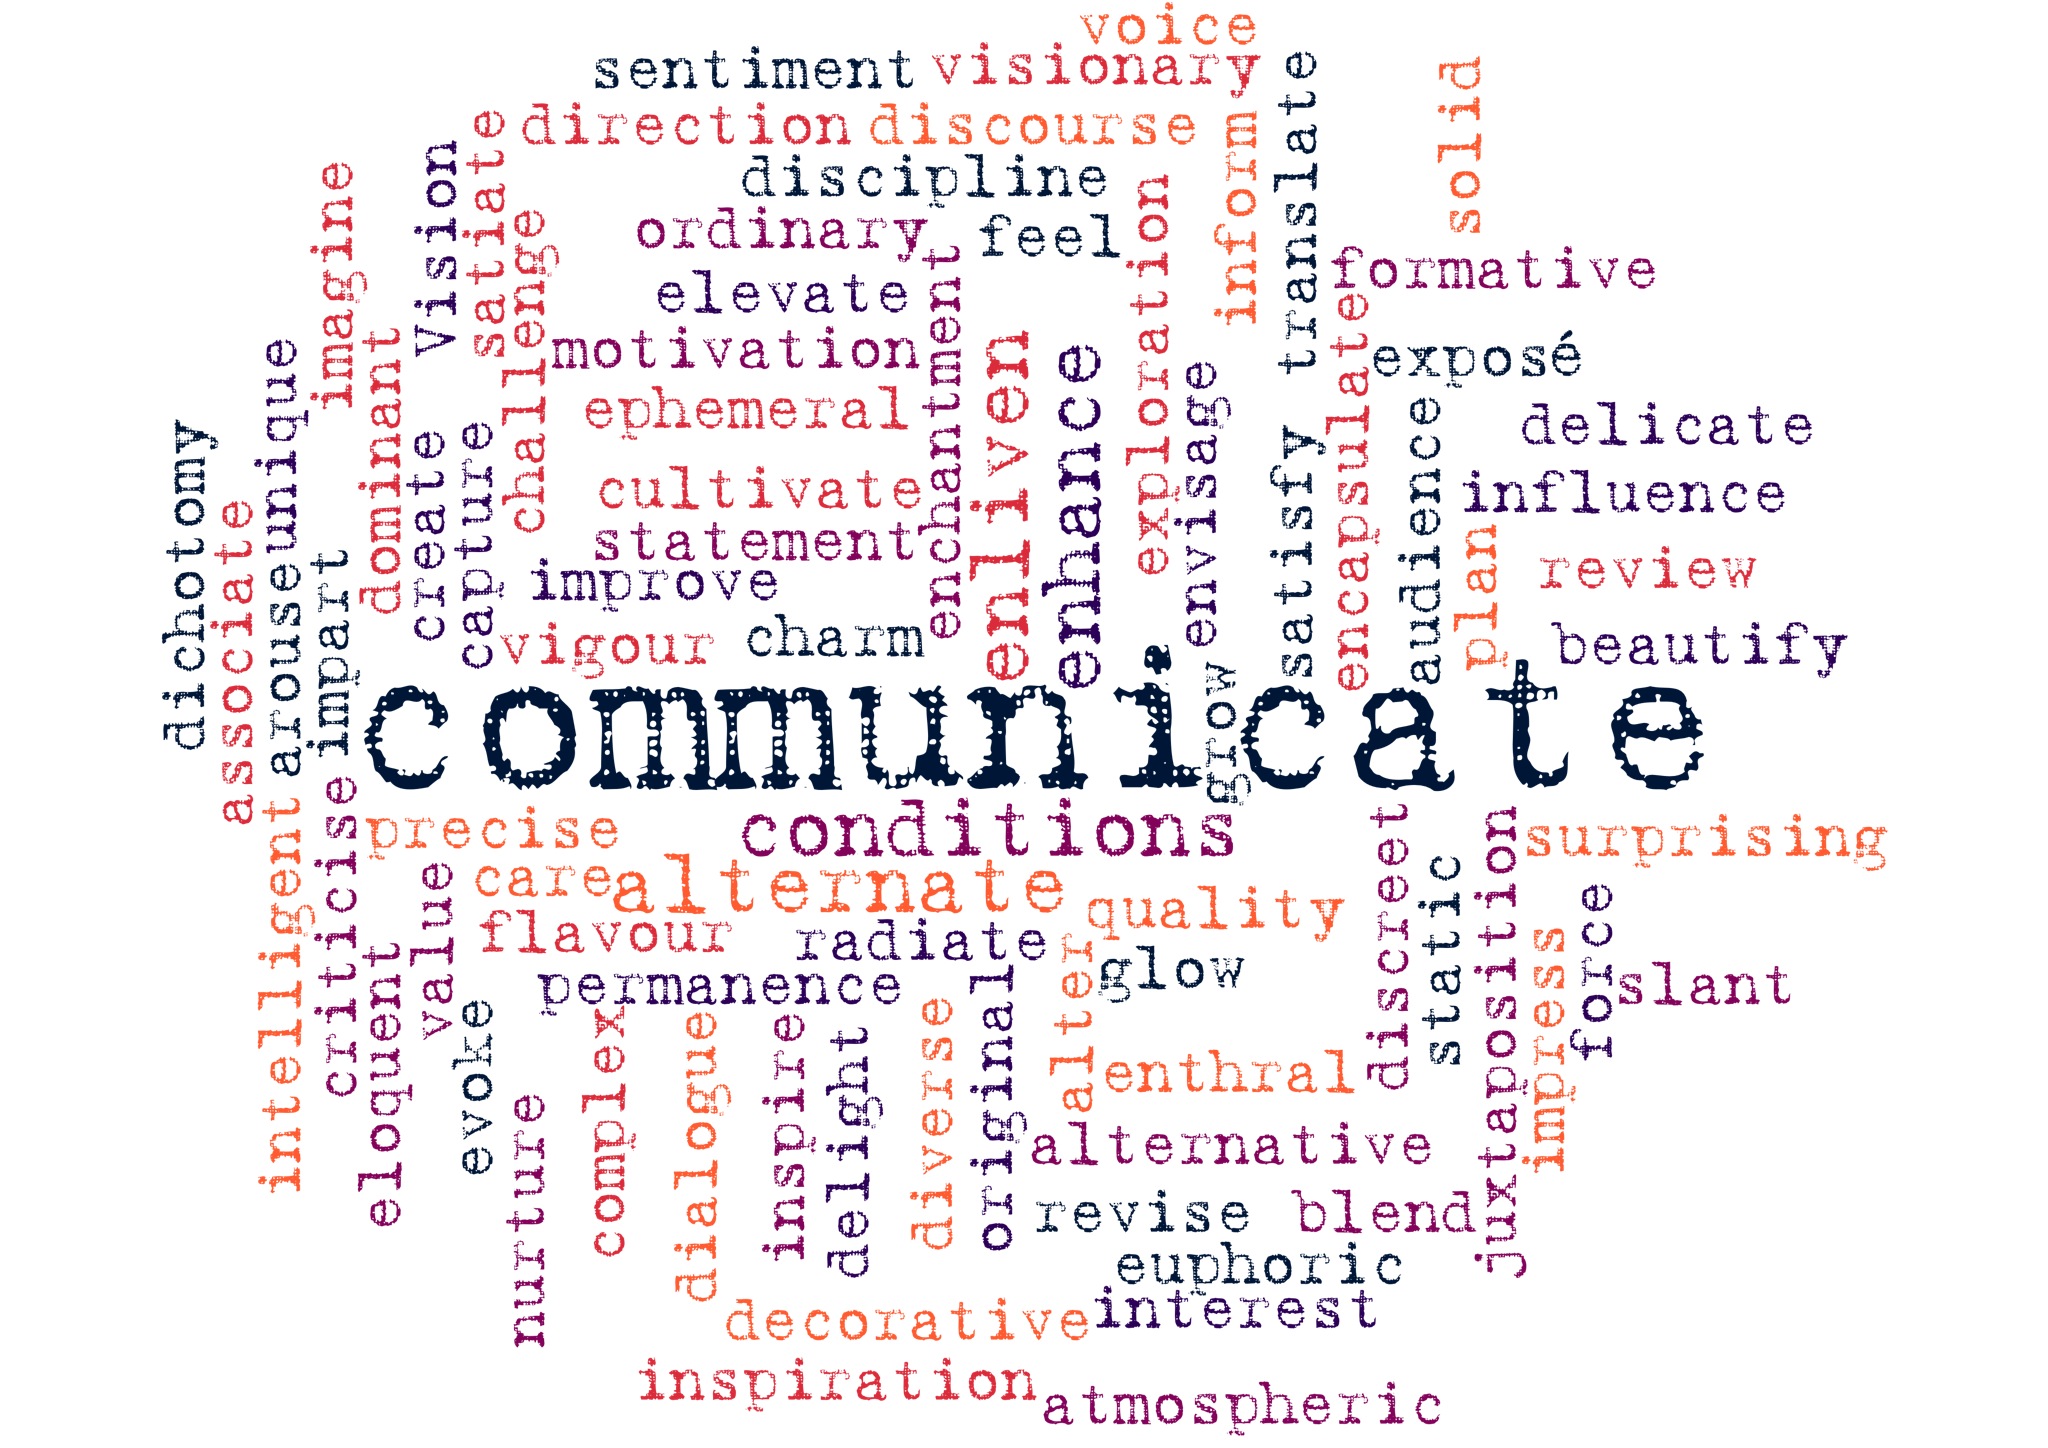 voice
sentiment
visionary
direction
discourse
discipline
ordinary
feel
elevate
motivation
ephemeral
cultivate
statement
improve
vigour
charm
dichotomy
associate
unique
arouse
imagine
impart
dominant
Vision
create
satiate
capture
challenge
enchantment
enliven
enhance
exploration
envisage
inform
translate
satisfy
solid
formative
encapsulate
exposé
audience
delicate
influence
plan
review
beautify
communicate
grow
conditions
precise
care
alternate
quality
flavour
radiate
glow
permanence
intelligent
criticise
eloquent
value
evoke
nurture
complex
dialogue
inspire
delight
diverse
original
alter
enthral
alternative
revise
blend
euphoric
interest
decorative
inspiration
atmospheric
discreet
static
juxtaposition
surprising
impress
force
slant